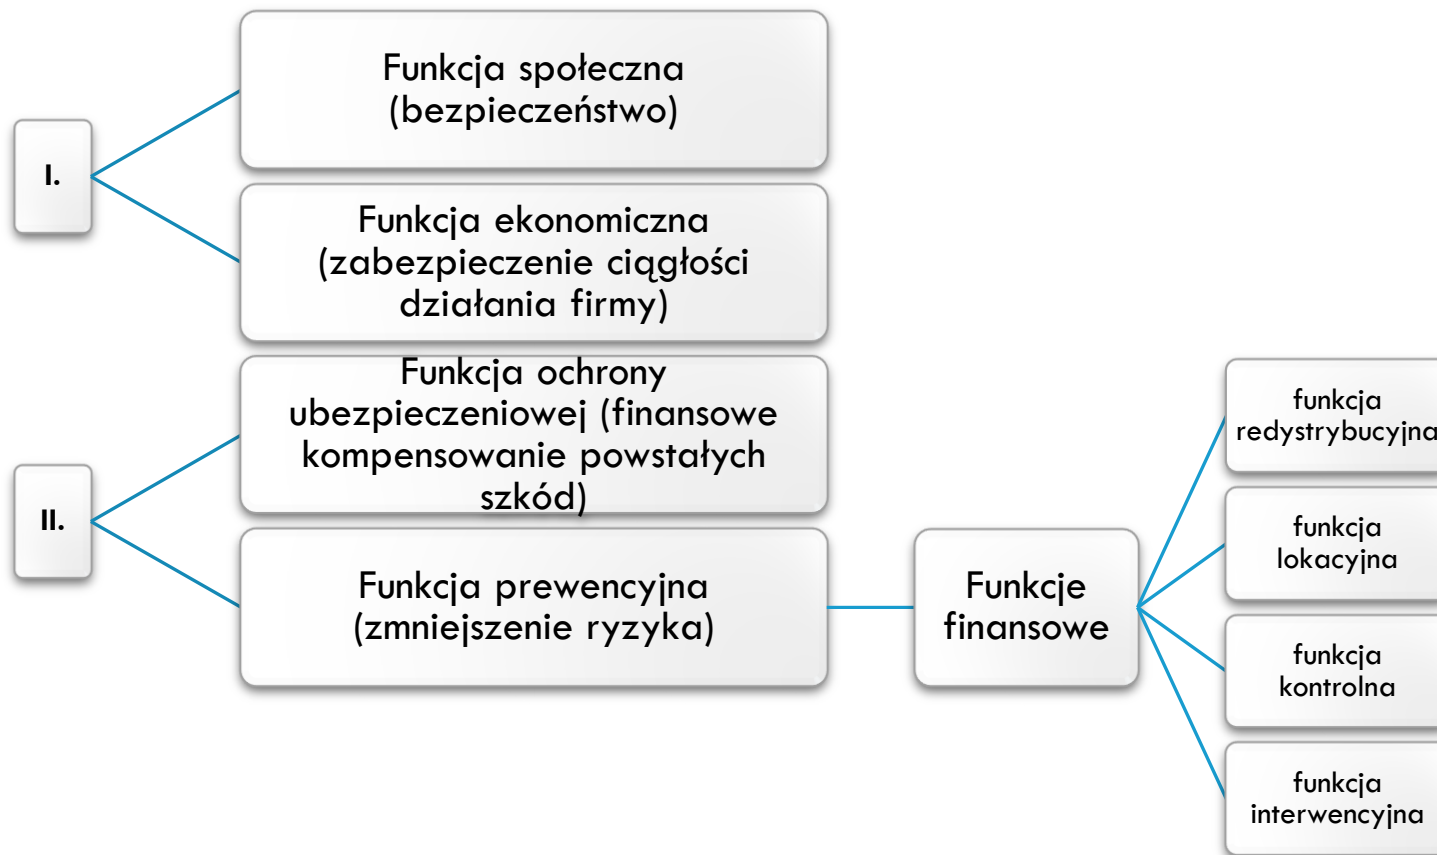 I.
Funkcja społeczna
(bezpieczeństwo)
Funkcja ekonomiczna
(zabezpieczenie ciągłości
działania firmy)
II.
Funkcja ochrony
ubezpieczeniowej (finansowe
kompensowanie powstałych
szkód)
Funkcja prewencyjna
(zmniejszenie ryzyka)
Funkcje
finansowe
funkcja
redystrybucyjna
funkcja
lokacyjna
funkcja
kontrolna
funkcja
interwencyjna